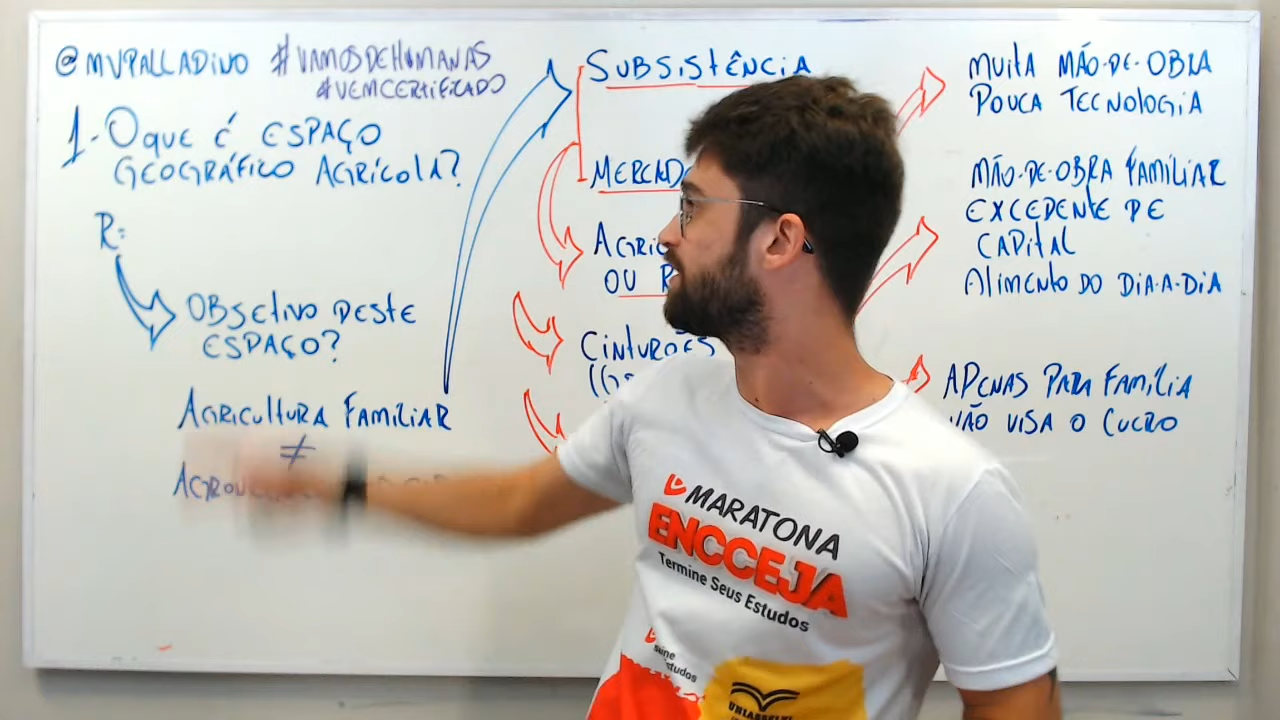 @MVPALLADINO #VAMOSDEHUMANAS
#VEMCERTIFICADO
1- O que é ESPAÇO
GEOGRÁFICO AGRÍCOLA?
R:
OBJETIVO DESTE
ESPAÇO?
AGRICULTURA FAMILIAR
≠
SUBSISTÊNCIA
MERCADO
OU
CINTURÕES
MUITA MÃO-DE-OBRA
POUCA TECNOLOGIA
MÃO-DE-OBRA FAMILIAR
EXCEDENTE DE
CAPITAL
ALIMENTO DO DIA-A-DIA
APENAS PARA FAMÍLIA
NÃO VISA O LUCRO
MARATONA
ENCCEJA
Termine Seus Estudos
UNIASSELVI